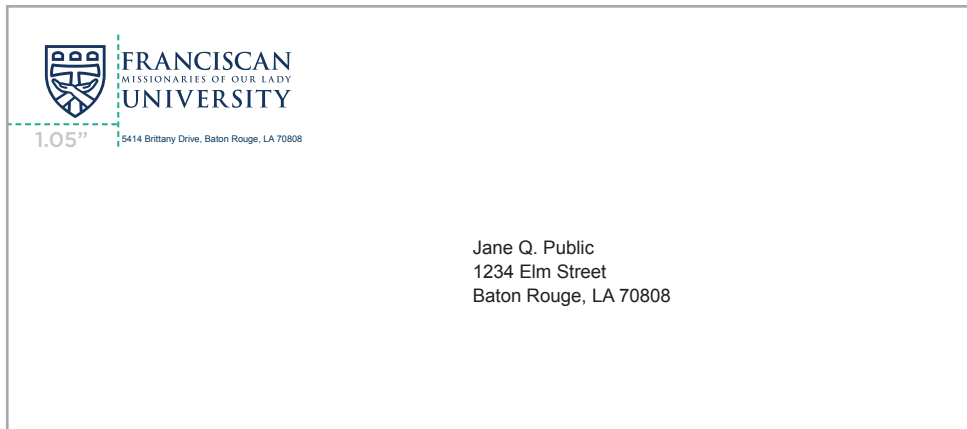 FRANCISCAN
MISSIONARIES OF OUR LADY
UNIVERSITY
1.05”
5414 Brittany Drive, Baton Rouge, LA 70808
Jane Q. Public
1234 Elm Street
Baton Rouge, LA 70808